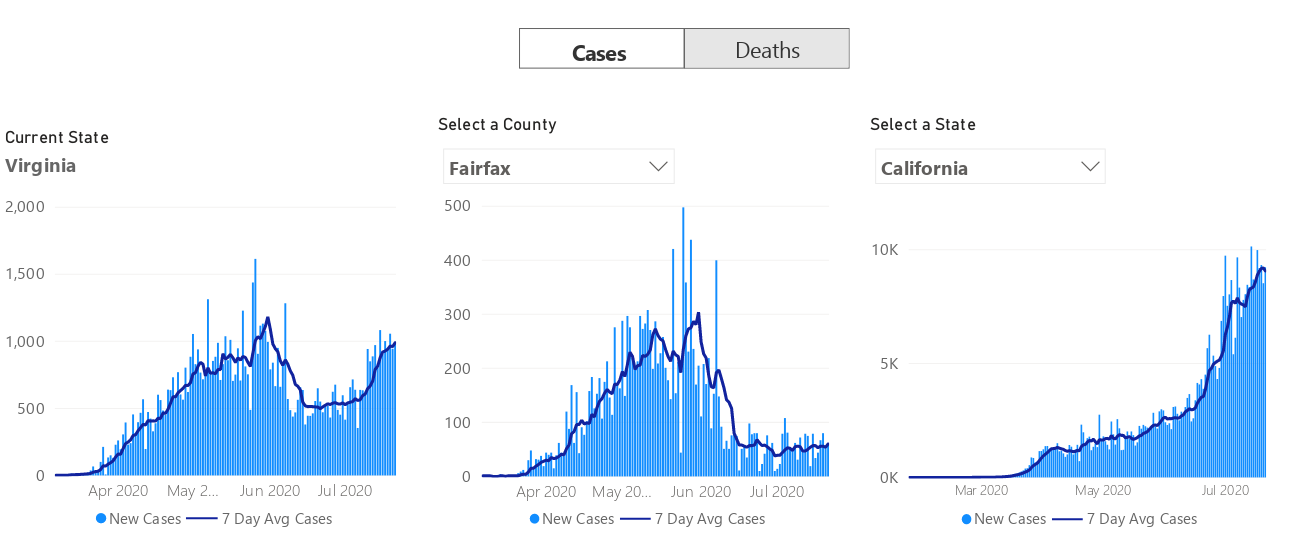 Cases
Deaths
Current State
Virginia
2,000
1,500
1,000
500
0
Apr 2020 May 2... Jun 2020 Jul 2020
New Cases 7 Day Avg Cases
Select a County
Fairfax
500
400
300
200
100
0
Apr 2020 May 20... Jun 2020 Jul 2020
New Cases 7 Day Avg Cases
Select a State
California
10K
5K
0K
Mar 2020 May 2020 Jul 2020
New Cases 7 Day Avg Cases